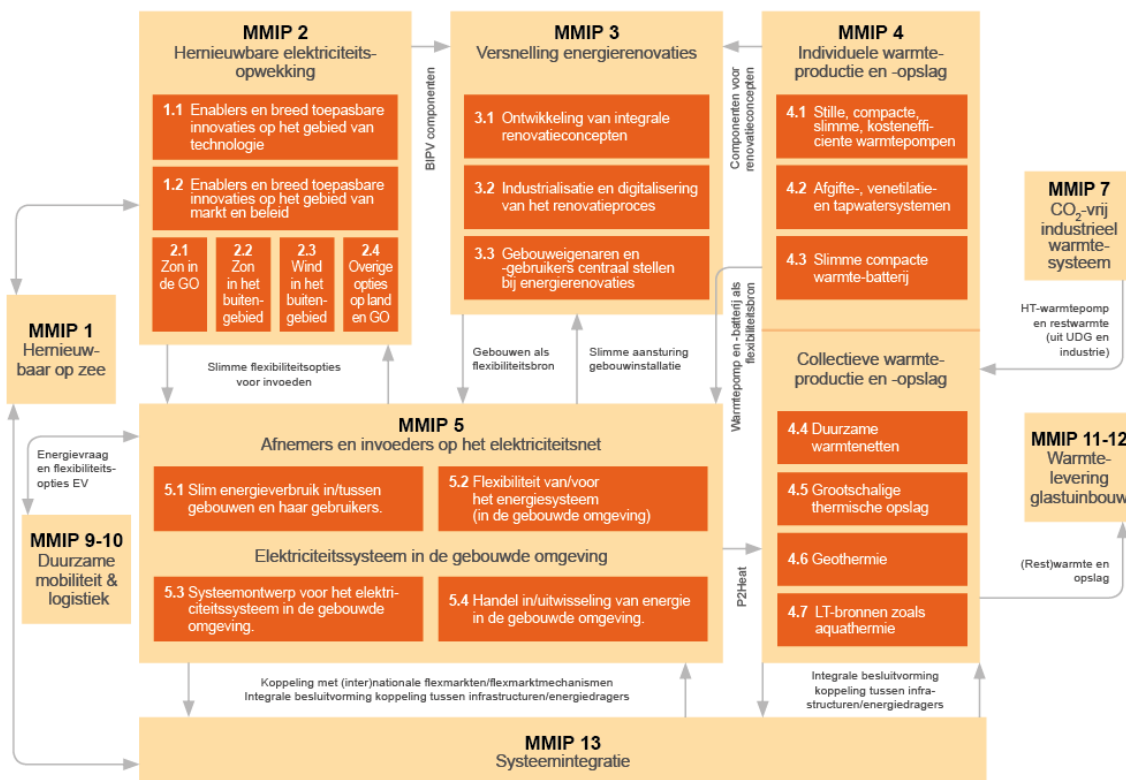 MMIP 2
Hernieuwbare elektriciteits-
opwekking
1.1 Enablers en breed toepasbare
innovaties op het gebied van
technologie
1.2 Enablers en breed toepasbare
innovaties op het gebied van
markt en beleid
2.1
Zon in
de GO
2.2
Zon
in het
buiten-
gebied
2.3
Wind
in het
buiten-
gebied
2.4
Overige
opties
op land
en GO
BIPV componenten
MMIP 3
Versnelling energierenovaties
3.1 Ontwikkeling van integrale
renovatieconcepten
3.2 Industrialisatie en digitalisering
van het renovatieproces
3.3 Gebouweigenaren en
-gebruikers centraal stellen
bij energierenovaties
Componenten voor
renovatieconcepten
MMIP 4
Individuele warmte-
productie en -opslag
4.1 Stille, compacte,
slimme, kosteneffi-
ciente warmtepompen
4.2 Afgifte-, venetilatie-
en tapwatersystemen
4.3 Slimme compacte
warmte-batterij
Collectieve warmte-
productie en -opslag
4.4 Duurzame
warmtenetten
4.5 Grootschalige
thermische opslag
4.6 Geothermie
4.7 LT-bronnen zoals
aquathermie
MMIP 7
CO₂-vrij
industrieel
warmte-
systeem
HT-warmtepomp
en restwarmte
(uit UDG en
industrie)
MMIP 11-12
Warmte-
levering
glastuinbouw
(Rest)warmte en
opslag
MMIP 1
Hernieuw-
baar op zee
Slimme flexibiliteitsopties
voor invoeden
Gebouwen als
flexibiliteitsbron
Slimme aansturing
gebouwinstallatie
Warmtepomp en -batterij als
flexibiliteitsbron
MMIP 5
Afnemers en invoeders op het elektriciteitsnet
5.1 Slim energieverbruik in/tussen
gebouwen en haar gebruikers.
5.2 Flexibiliteit van/voor
het energiesysteem
(in de gebouwde omgeving)
Elektriciteitssysteem in de gebouwde omgeving
5.3 Systeemontwerp voor het elektri-
citeitssysteem in de gebouwde
omgeving.
5.4 Handel in/uitwisseling van energie
in de gebouwde omgeving.
P2Heat
Energievraag
en flexibiliteits-
opties EV
MMIP 9-10
Duurzame
mobiliteit &
logistiek
Koppeling met (inter)nationale flexmarkten/flexmarktmechanismen
Integrale besluitvorming koppeling tussen infrastructuren/energiedragers
Integrale besluitvorming
koppeling tussen infra-
structuren/energiedragers
MMIP 13
Systeemintegratie